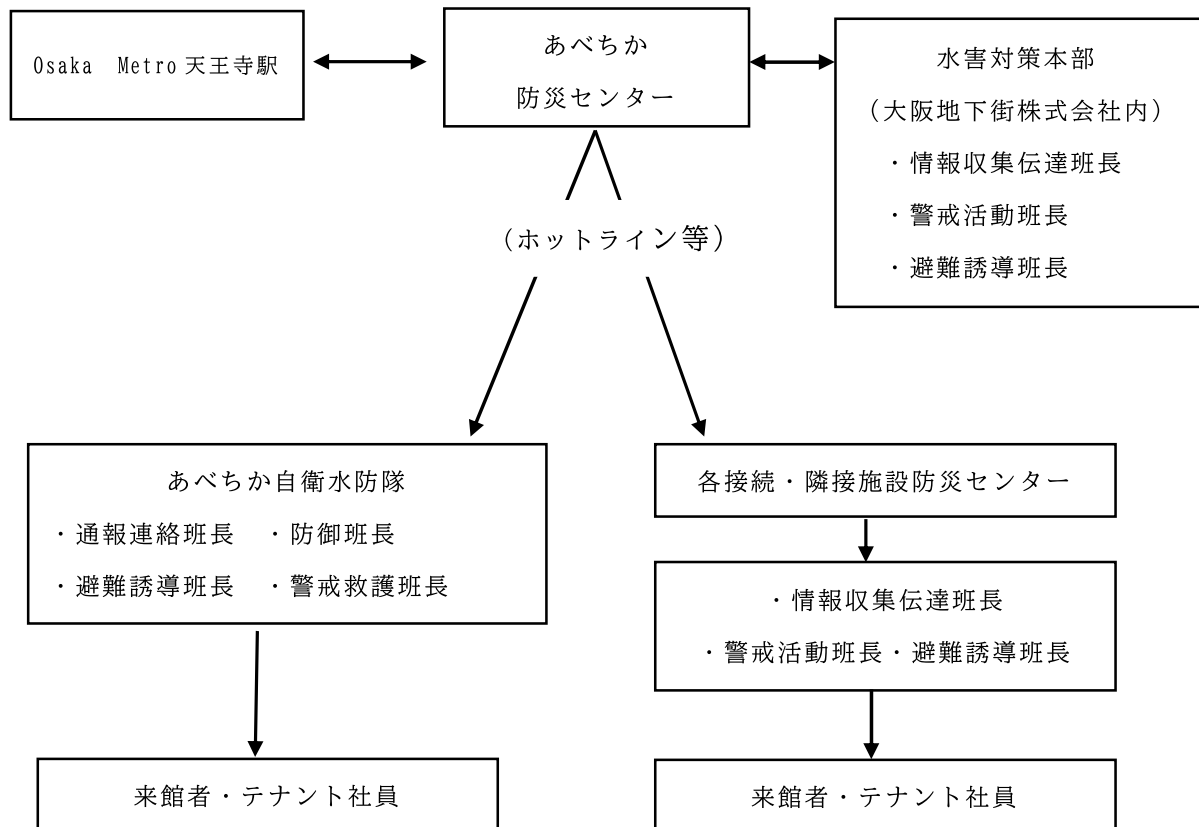 Osaka　Metro天王寺駅
あべちか
防災センター
水害対策本部
（大阪地下街株式会社内）
・情報収集伝達班長
・警戒活動班長
・避難誘導班長
（ホットライン等）
あべちか自衛水防隊
・通報連絡班長　・防御班長
・避難誘導班長　・警戒救護班長
各接続・隣接施設防災センター
・情報収集伝達班長
・警戒活動班長・避難誘導班長
来館者・テナント社員
来館者・テナント社員